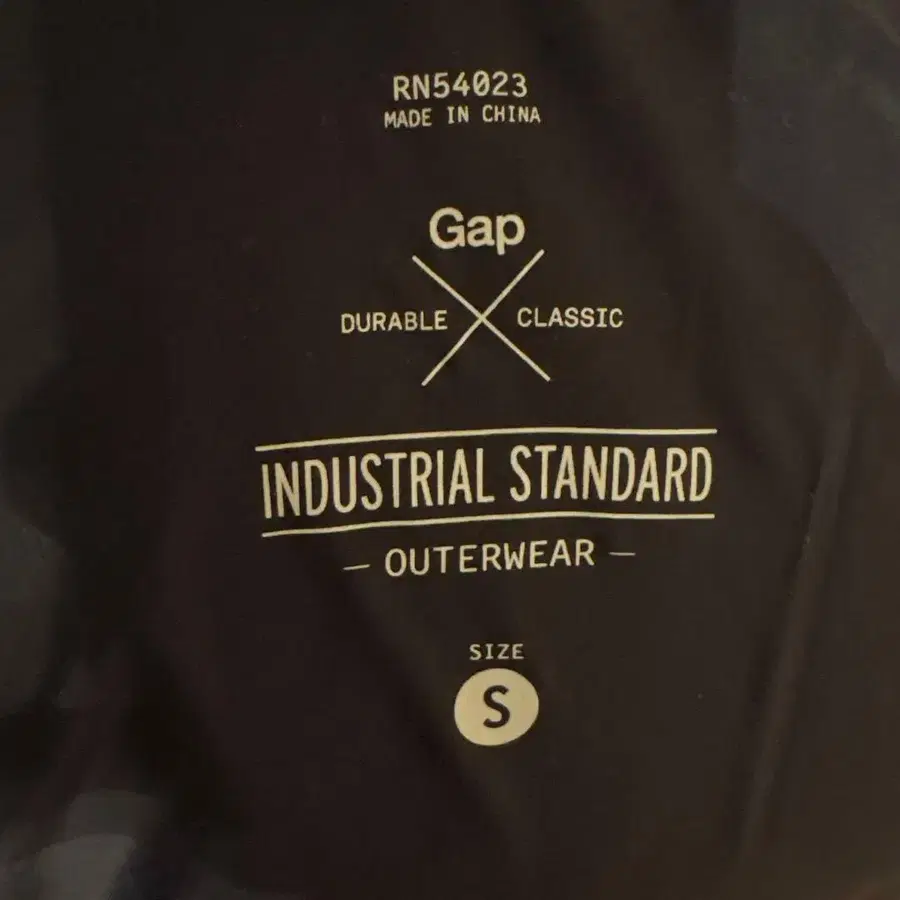 RN54023
MADE IN CHINA
Gap
DURABLE CLASSIC
INDUSTRIAL STANDARD
— OUTERWEAR —
SIZE
S